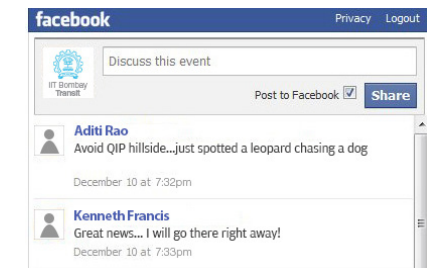 facebook
Privacy Logout
Discuss this event
IIT Bombay
Transit
Post to Facebook
Share
Aditi Rao
Avoid QIP hillside...just spotted a leopard chasing a dog
December 10 at 7:32pm
Kenneth Francis
Great news... I will go there right away!
December 10 at 7:33pm